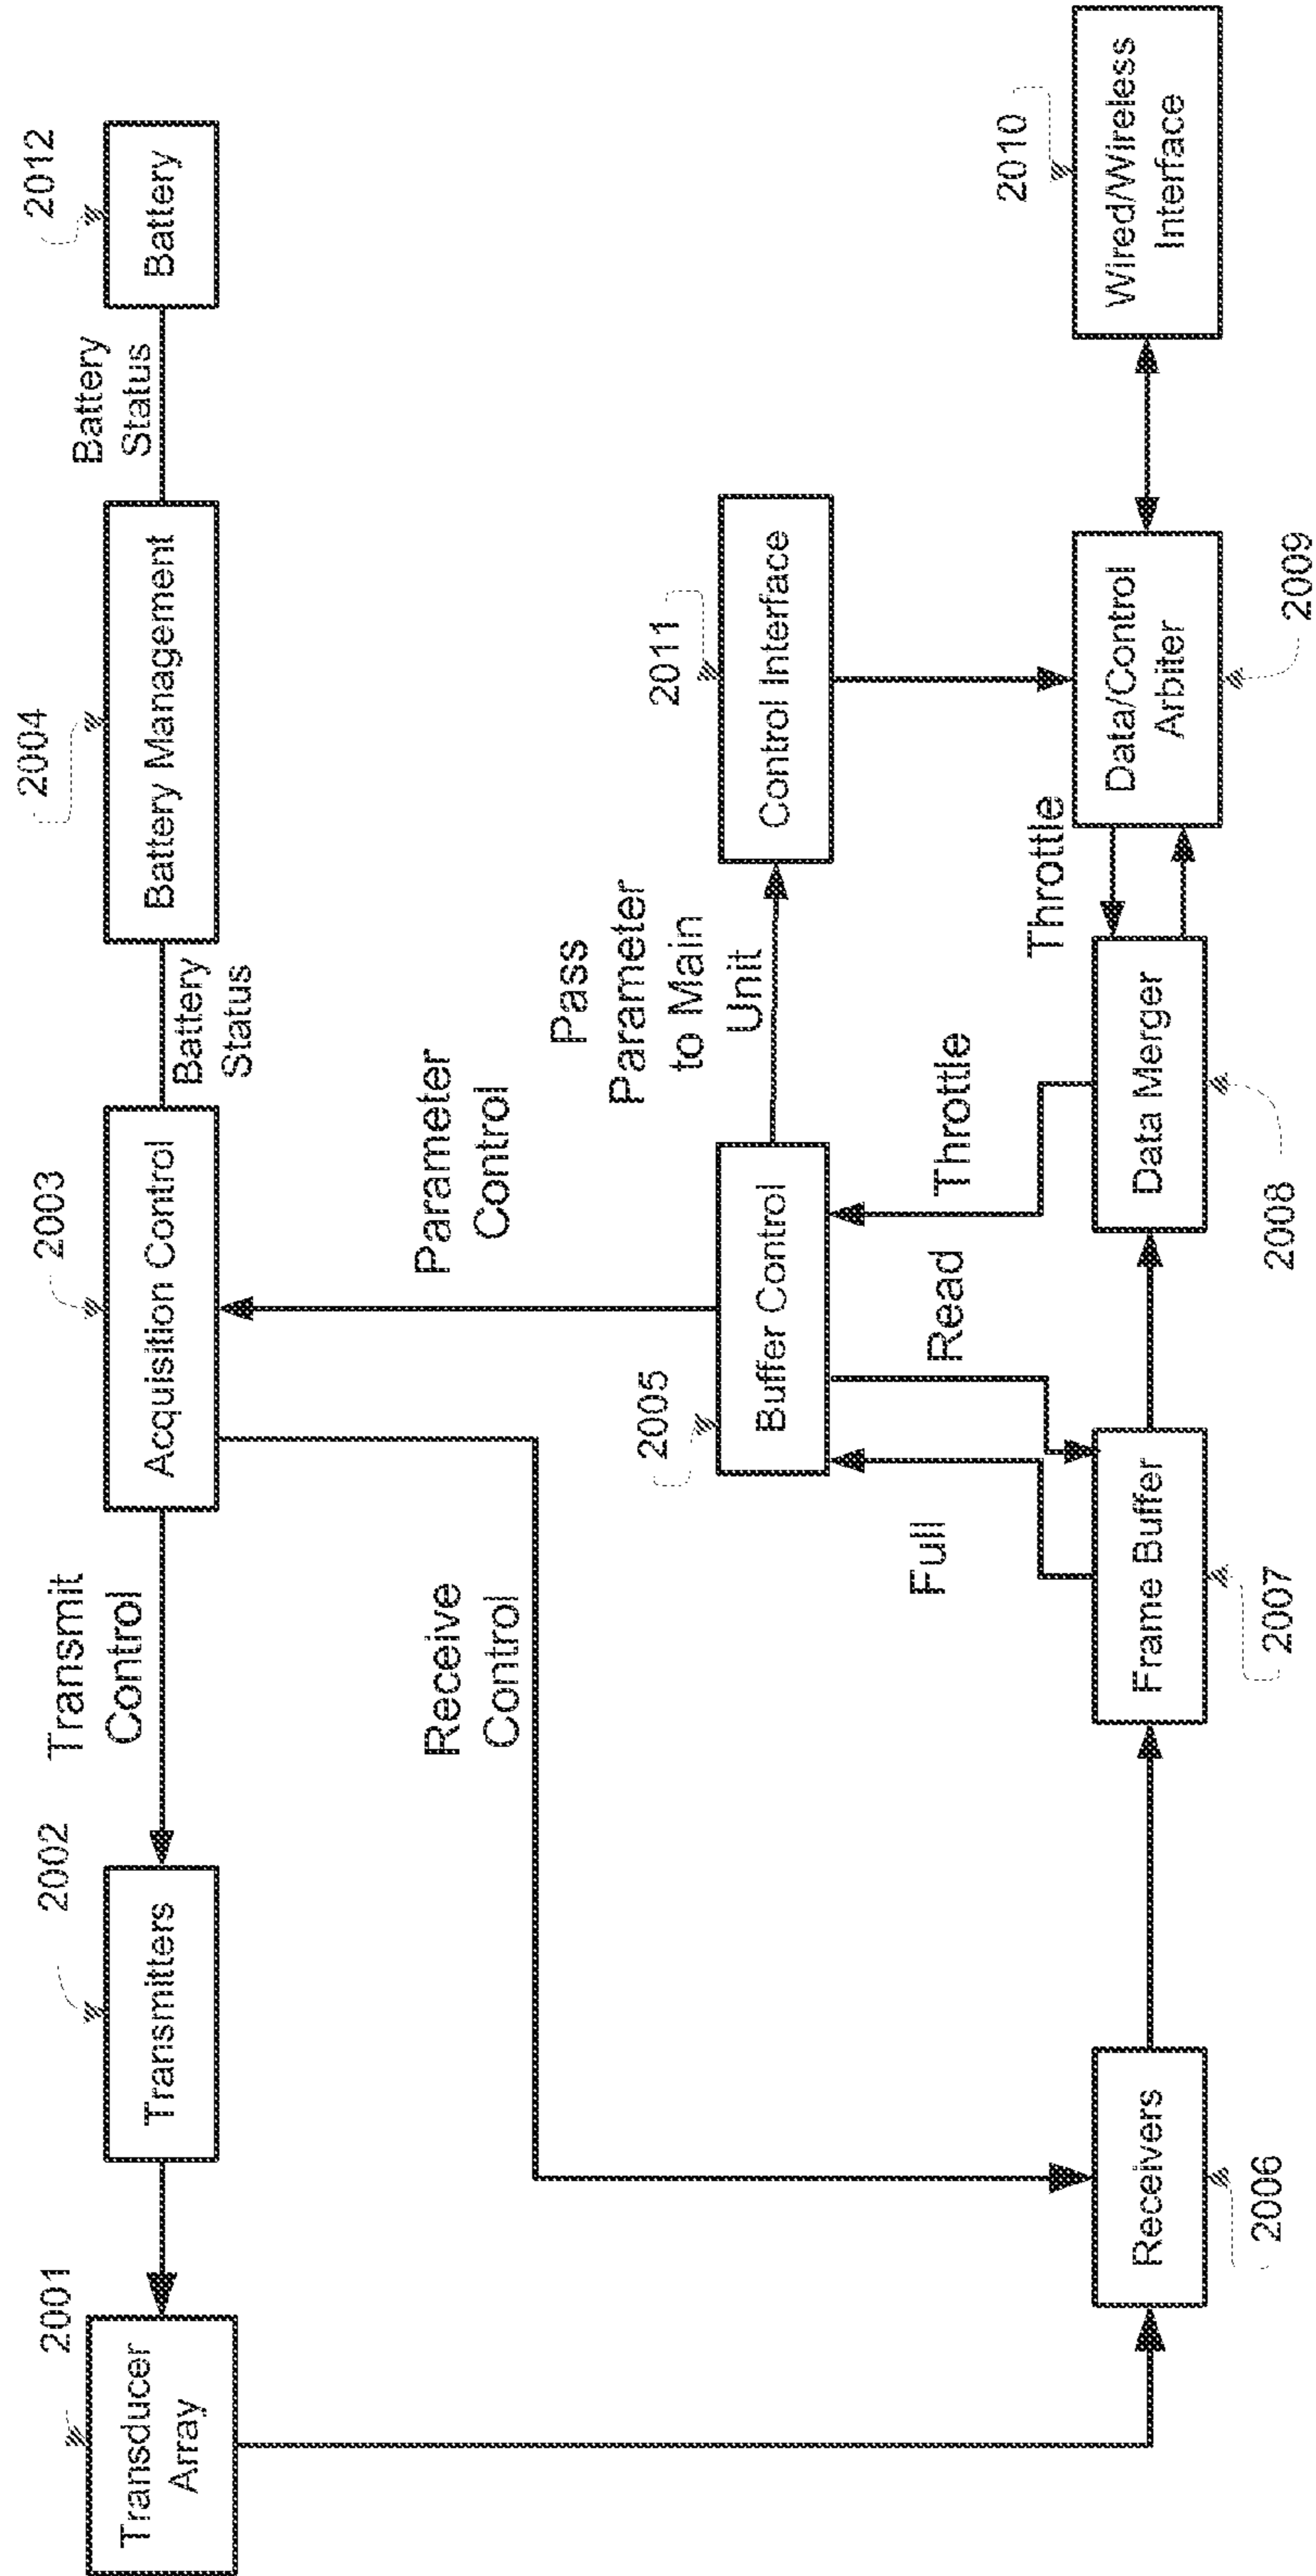 2001
Transducer
Array
2002
Transmitters
Transmit
Control
2003
Acquisition Control
Battery
Status
2004
Battery Management
Battery
Status
2012
Battery
Receive
Control
Parameter
Control
Pass
Parameter
to Main
Unit
2005
Buffer Control
2011
Control Interface
Full
Read
Throttle
Throttle
2010
Receivers
2006
Frame Buffer
2007
Data Merger
2008
Data/Control
Arbiter
2009
Wired/Wireless
Interface